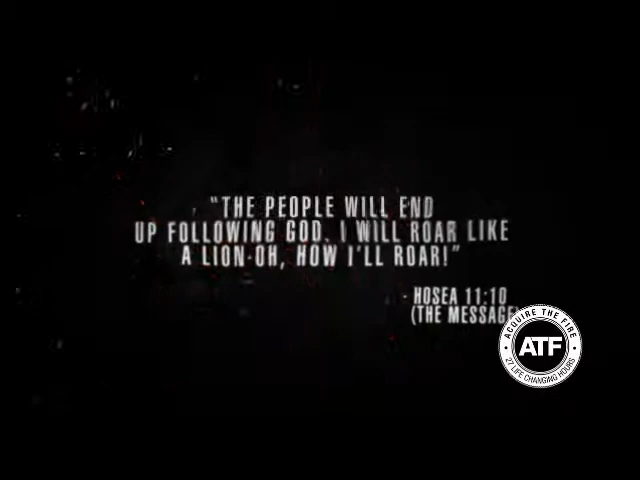 "THE PEOPLE WILL END
UP FOLLOWING GOD. I WILL ROAR LIKE
A LION-OH, HOW I'LL ROAR!"
- HOSEA 11:10
(THE MESSAGE)
ACQUIRE THE FIRE
ATF
27 LIFE CHANGING HOURS